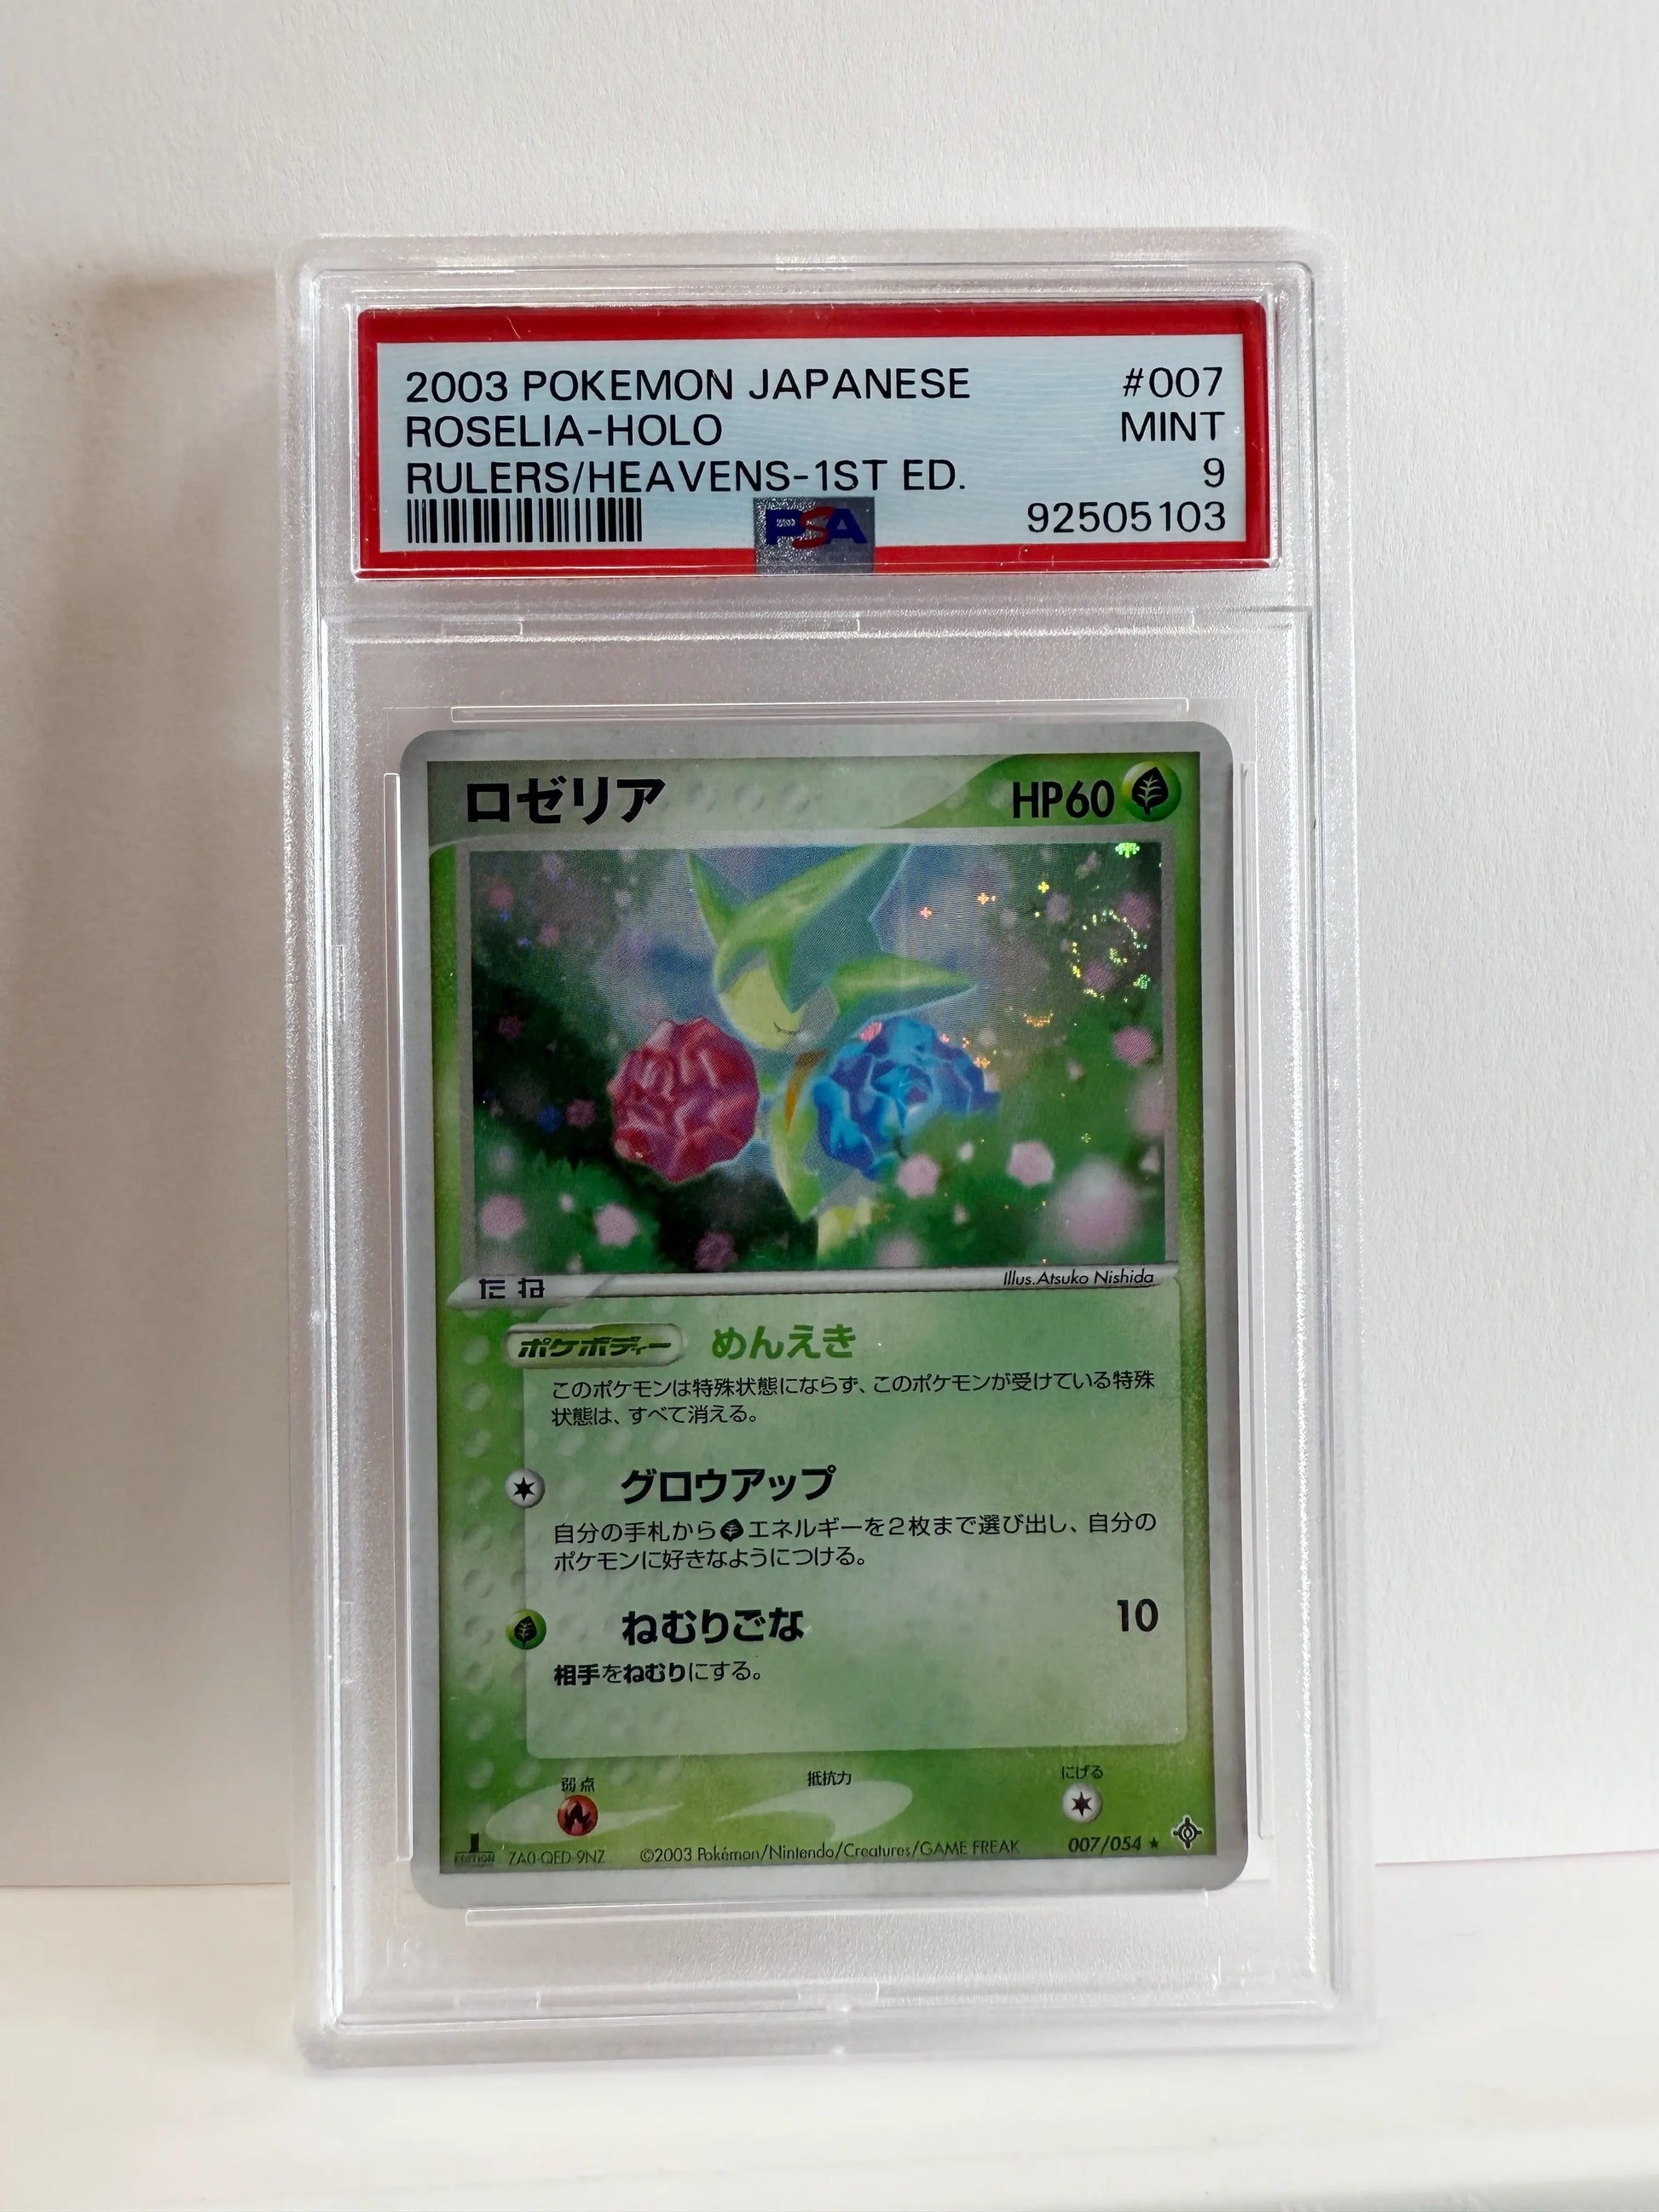 2003 POKEMON JAPANESE #007
ROSELIA-HOLO MINT
RULERS/HEAVENS-1ST ED. 9
PSA 92505103
ロゼリア HP60
たね Illus.Atsuko Nishida
ポケボディー めんえき
このポケモンは特殊状態にならず、このポケモンが受けている特殊
状態は、すべて消える。
グロウアップ
自分の手札からエネルギーを2枚まで選び出し、自分の
ポケモンに好きなようにつける。
ねむりごな 10
相手をねむりにする。
弱点 抵抗力 にげる
1 EDITION 7A0-QED-9NZ ©2003 Pokémon/Nintendo/Creatures/GAME FREAK 007/054 ★